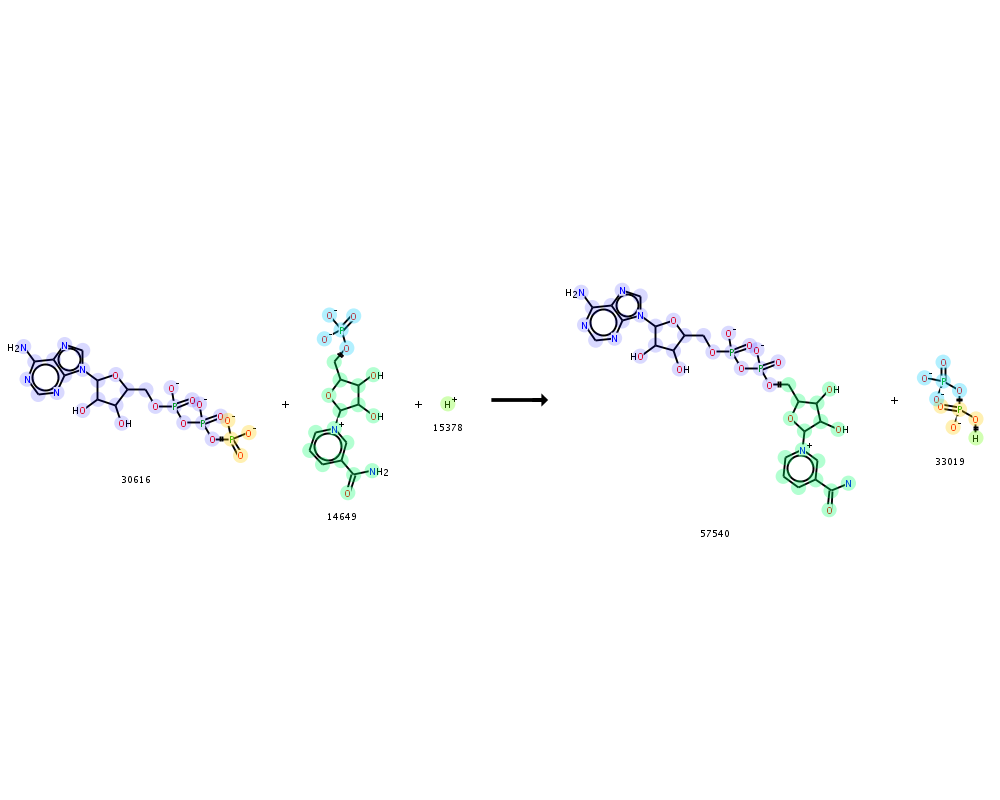 H2N
N
N
N
N
O
HO
OH
O
O-
P
O
O
O-
P
O
O
O-
P
O-
O
30616
+
O-
O
P
O-
O
OH
O
OH
N+
NH2
O
14649
+
H+
15378
H2N
N
N
N
N
O
HO
OH
O
O-
P
O
O
O-
P
O
O
OH
O
OH
N+
N
O
57540
+
O
O-
P
O
O-
O
P
O
O-
H
33019